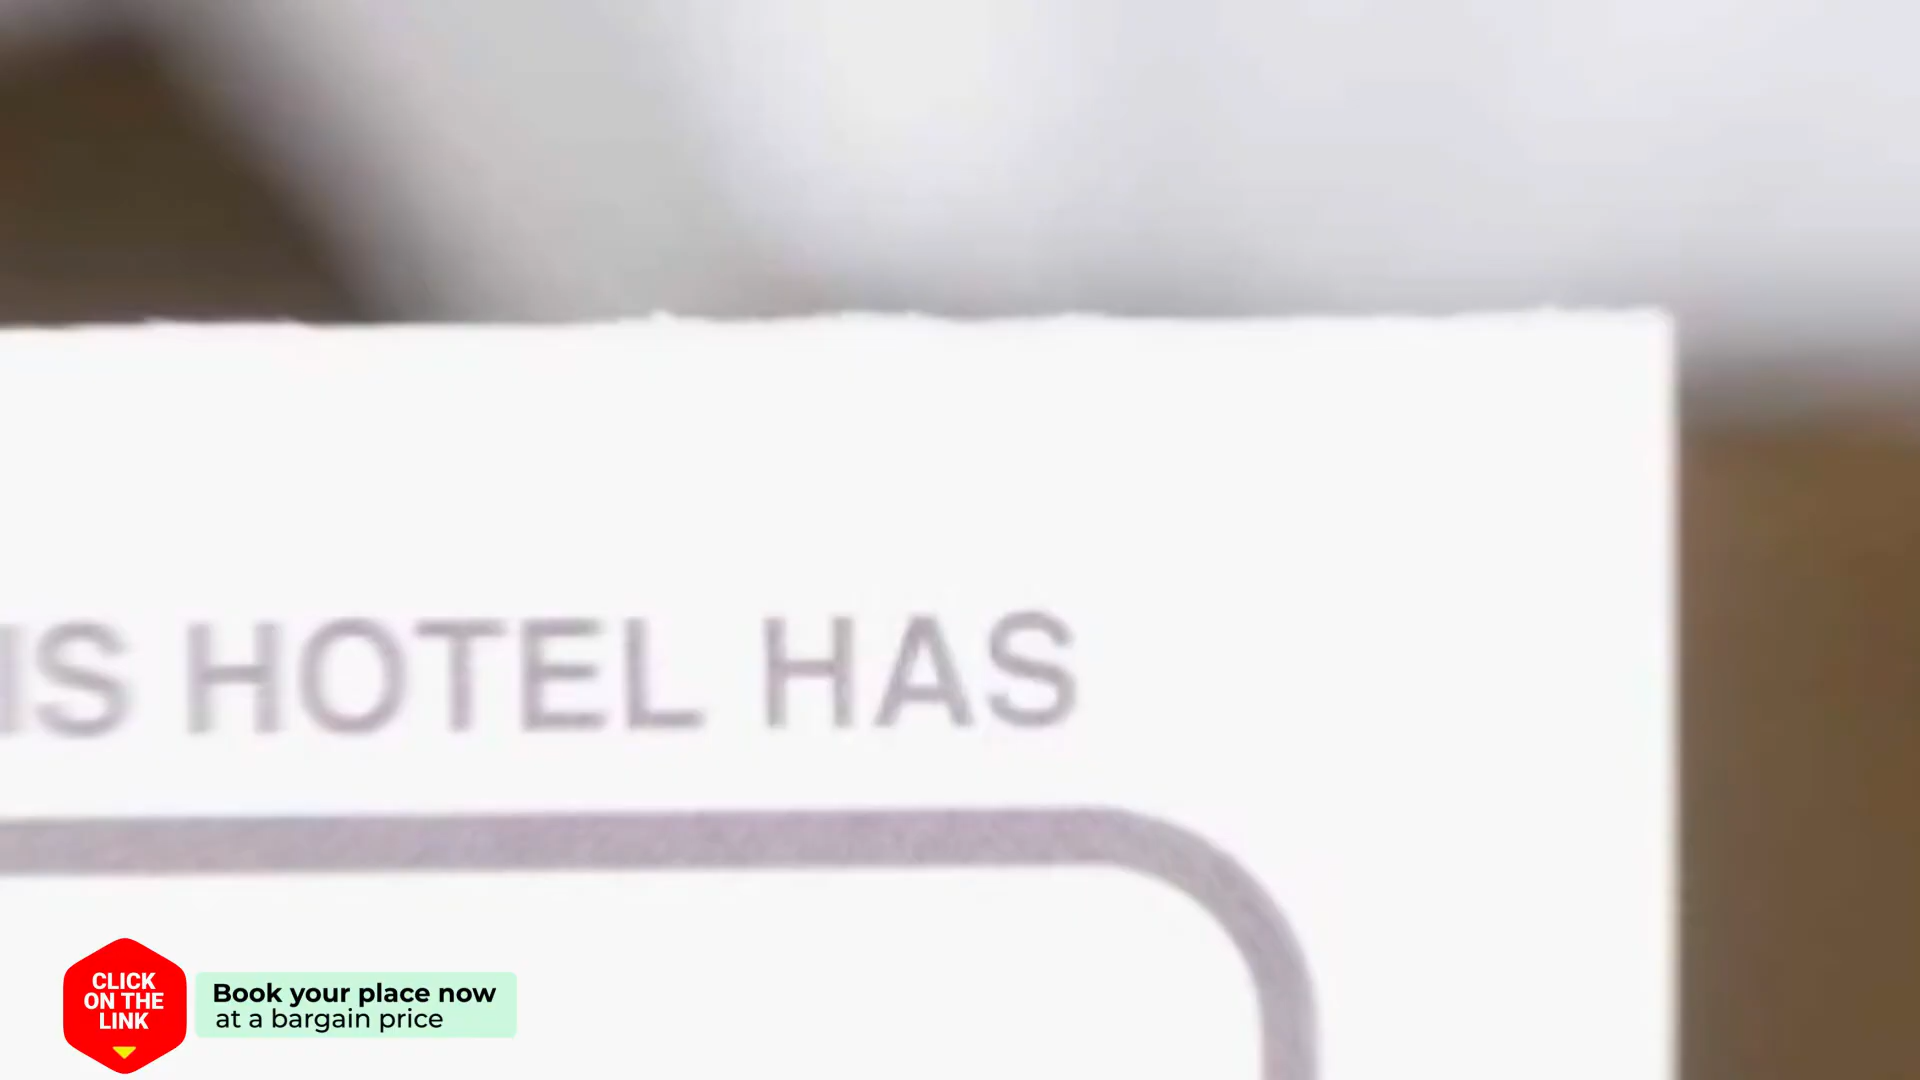 IS HOTEL HAS
CLICK
ON THE
LINK
Book your place now
at a bargain price